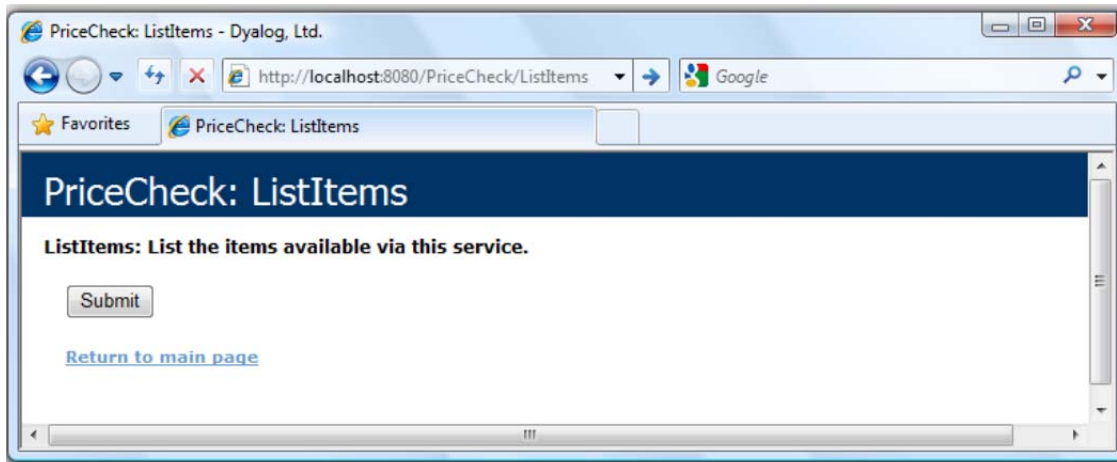 PriceCheck: ListItems - Dyalog, Ltd.
http://localhost:8080/PriceCheck/ListItems Google
Favorites PriceCheck: ListItems
PriceCheck: ListItems
ListItems: List the items available via this service.
Submit
Return to main page